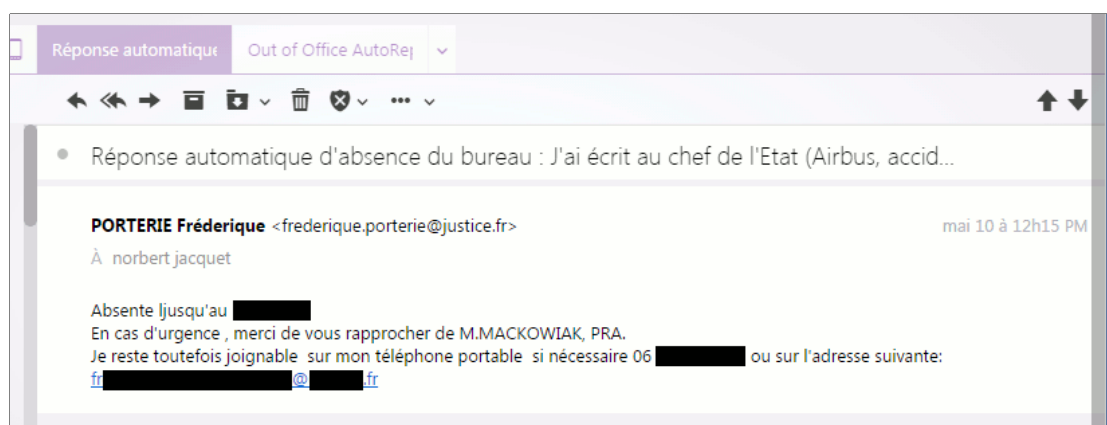 Réponse automatique Out of Office AutoRep
Réponse automatique d'absence du bureau : J'ai écrit au chef de l'Etat (Airbus, accid...
PORTERIE Fréderique <frederique.porterie@justice.fr> mai 10 à 12h15 PM
À norbert jacquet
Absente ljusqu'au
En cas d'urgence , merci de vous rapprocher de M.MACKOWIAK, PRA.
Je reste toutefois joignable sur mon téléphone portable si nécessaire 06 ou sur l'adresse suivante:
fr @ .fr